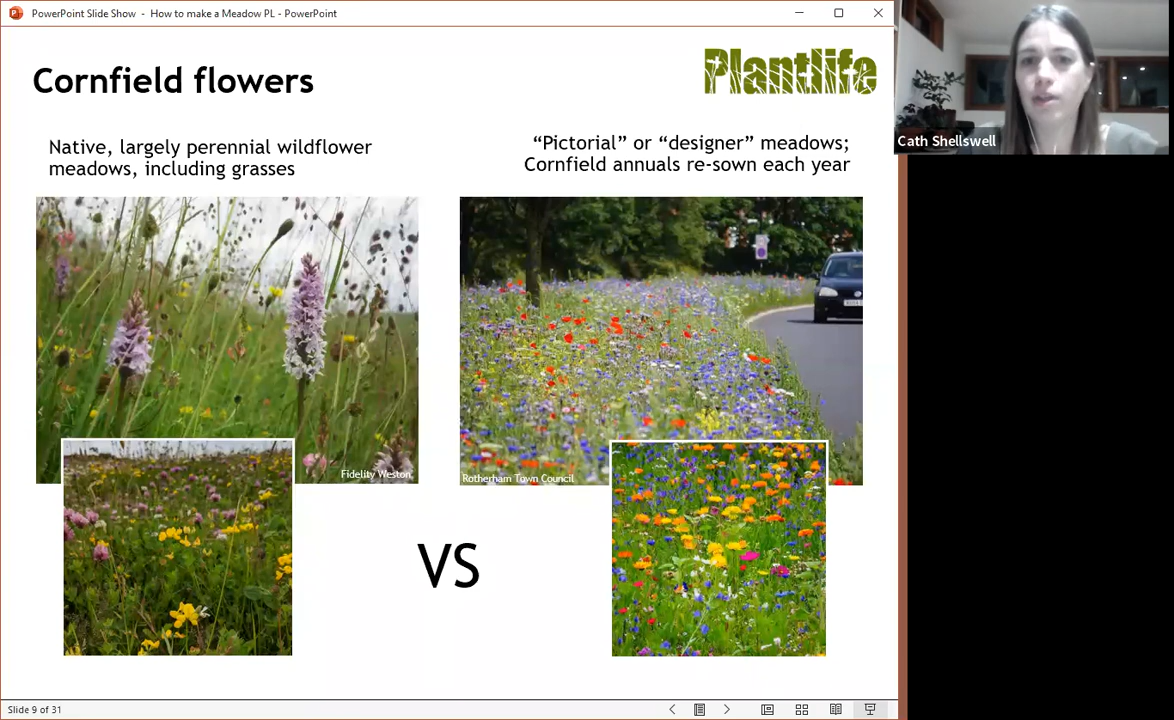 PowerPoint Slide Show - How to make a Meadow PL - PowerPoint
Cornfield flowers
Plantlife
Native, largely perennial wildflower
meadows, including grasses
“Pictorial” or “designer” meadows;
Cornfield annuals re-sown each year
Fidelity Weston
Rotherham Town Council
VS
Slide 9 of 31
Cath Shellswell